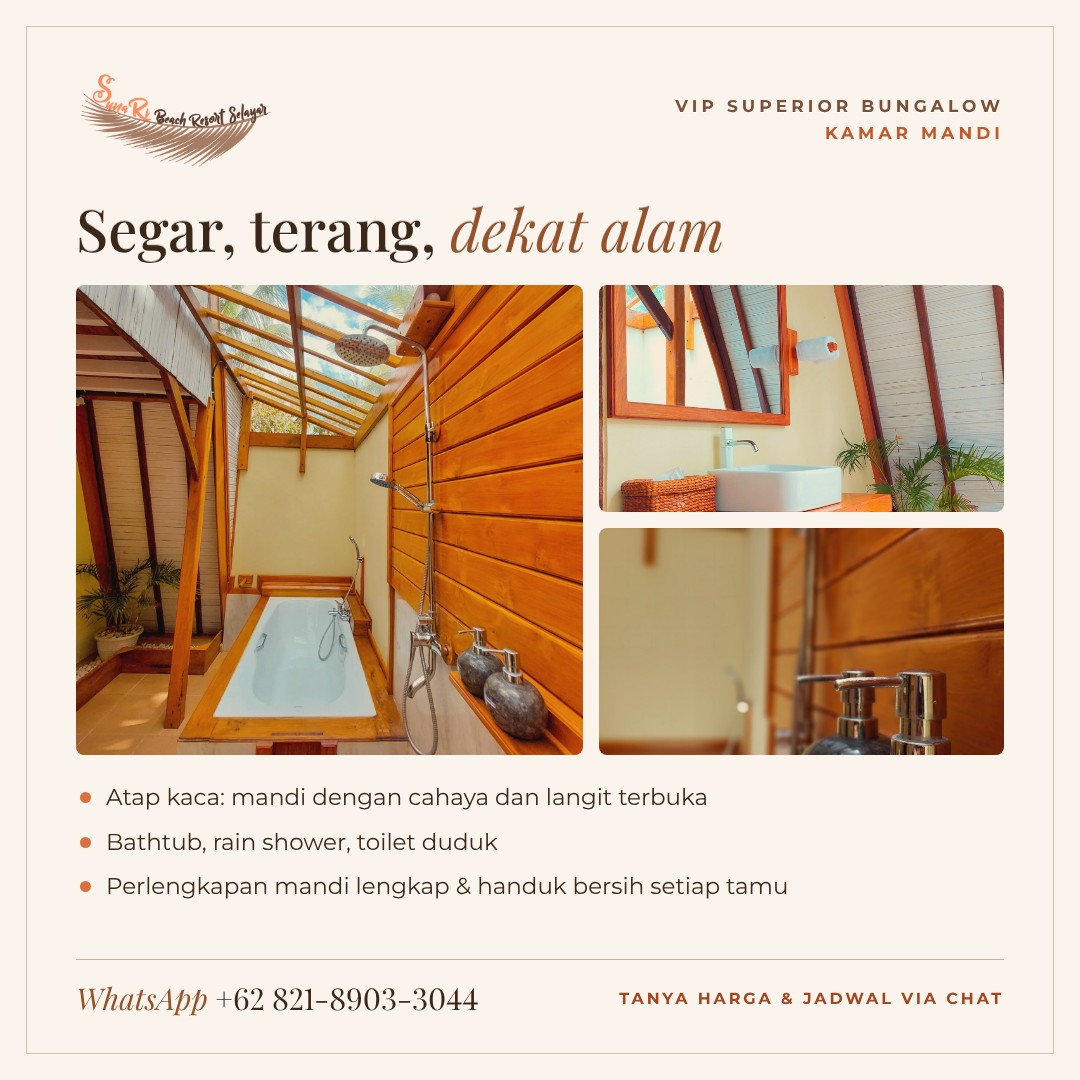 SunaRi Beach Resort Selayar
VIP SUPERIOR BUNGALOW
KAMAR MANDI
Segar, terang, dekat alam
Atap kaca: mandi dengan cahaya dan langit terbuka
Bathtub, rain shower, toilet duduk
Perlengkapan mandi lengkap & handuk bersih setiap tamu
WhatsApp +62 821-8903-3044
TANYA HARGA & JADWAL VIA CHAT